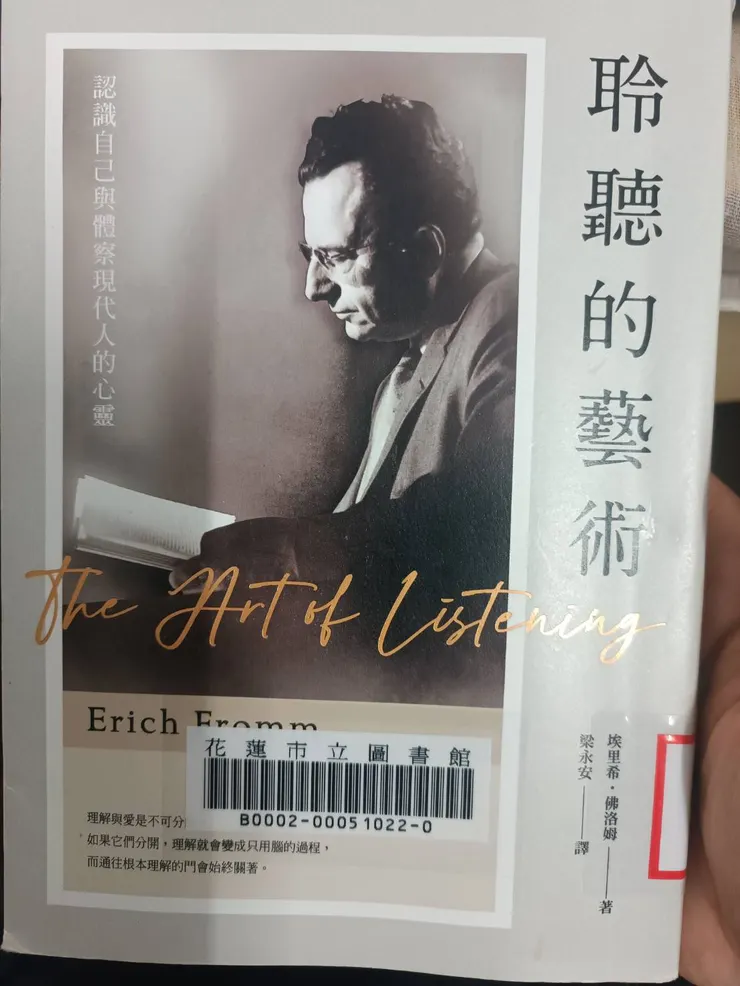 聆聽的藝術
認識自己與體察現代人的心靈
The Art of Listening
Erich Fromm
花蓮市立圖書館
B0002-00051022-0
埃里希・佛洛姆——著
梁永安——譯
理解與愛是不可分
如果它們分開，理解就會變成只用腦的過程，
而通往根本理解的門會始終關著。